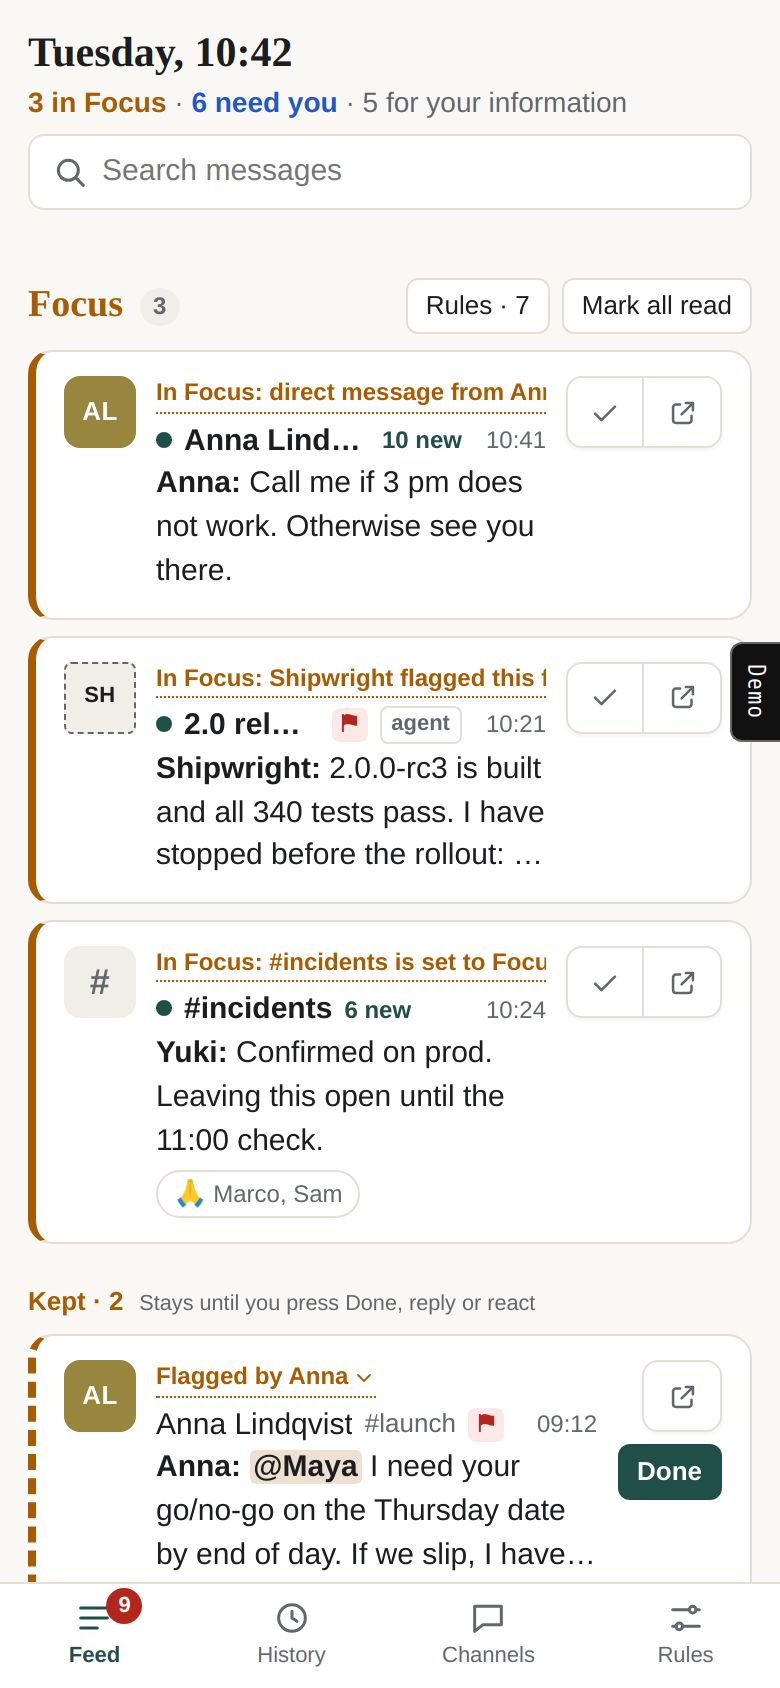 Tuesday, 10:42
3 in Focus · 6 need you · 5 for your information
Search messages
Focus 3
Rules · 7
Mark all read
AL
In Focus: direct message from Ann
Anna Lind… 10 new 10:41
Anna: Call me if 3 pm does
not work. Otherwise see you
there.
Demo
SH
In Focus: Shipwright flagged this f
2.0 rel… agent 10:21
Shipwright: 2.0.0-rc3 is built
and all 340 tests pass. I have
stopped before the rollout: …
#
In Focus: #incidents is set to Focu
#incidents 6 new 10:24
Yuki: Confirmed on prod.
Leaving this open until the
11:00 check.
🙏 Marco, Sam
Kept · 2 Stays until you press Done, reply or react
AL
Flagged by Anna
Anna Lindqvist #launch 09:12
Anna: @Maya I need your
go/no-go on the Thursday date
by end of day. If we slip, I have…
Done
9
Feed
History
Channels
Rules